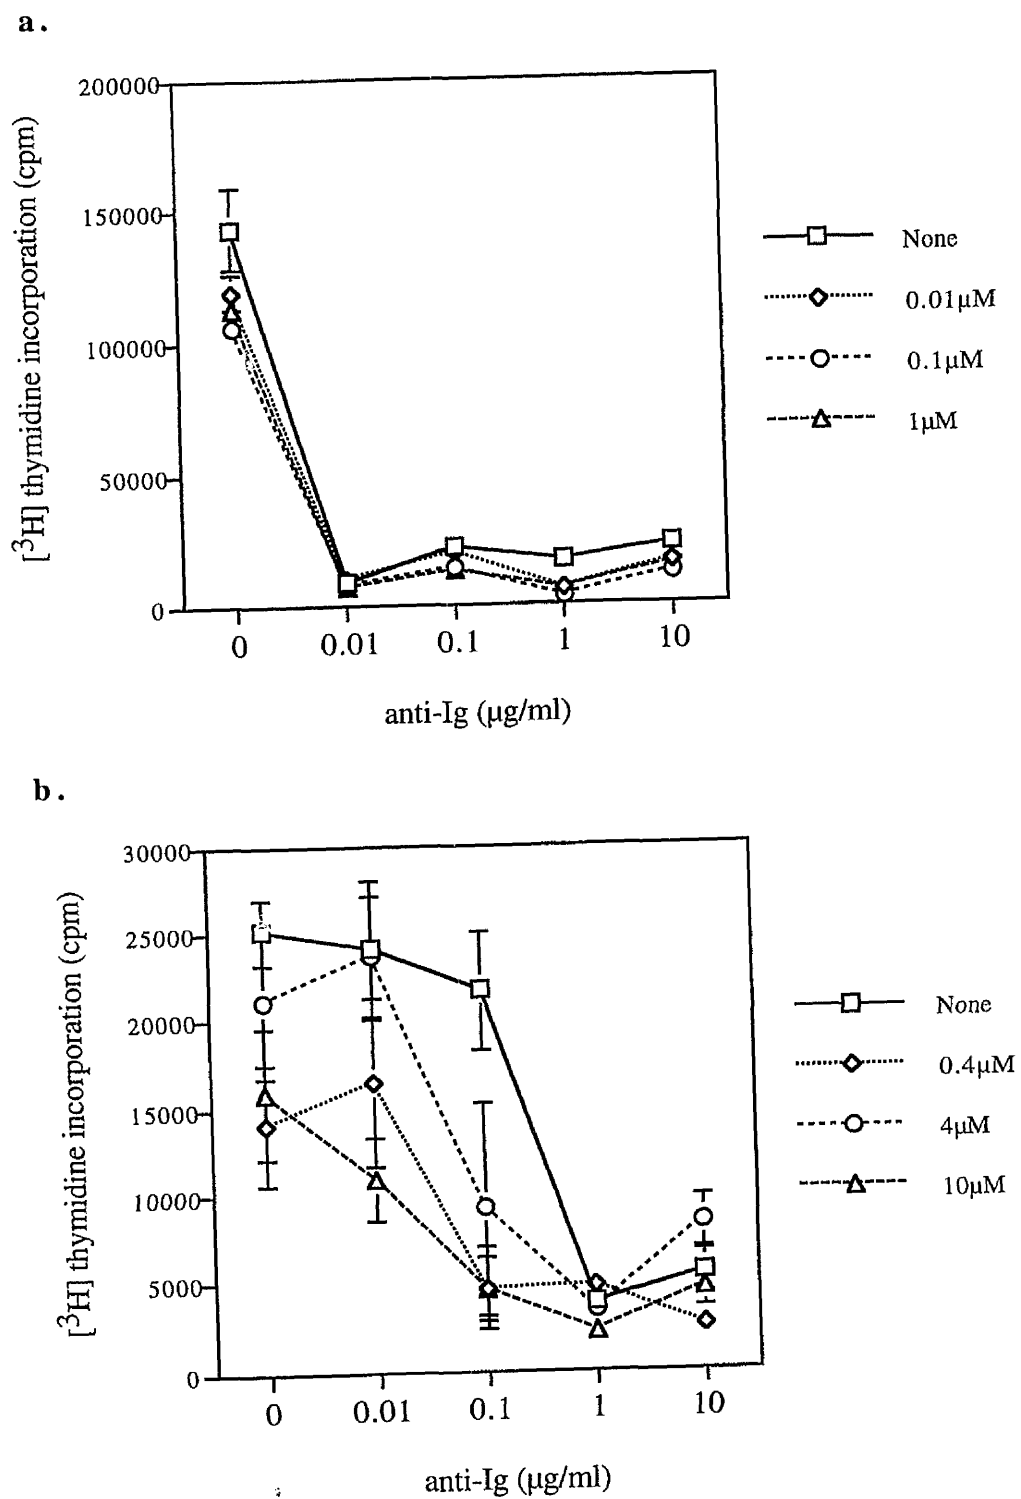 a.
200000
150000
100000
50000
0
[3H] thymidine incorporation (cpm)
0 0.01 0.1 1 10
anti-Ig (µg/ml)
None
0.01µM
0.1µM
1µM
b.
30000
25000
20000
15000
10000
5000
0
[3H] thymidine incorporation (cpm)
0 0.01 0.1 1 10
anti-Ig (µg/ml)
None
0.4µM
4µM
10µM